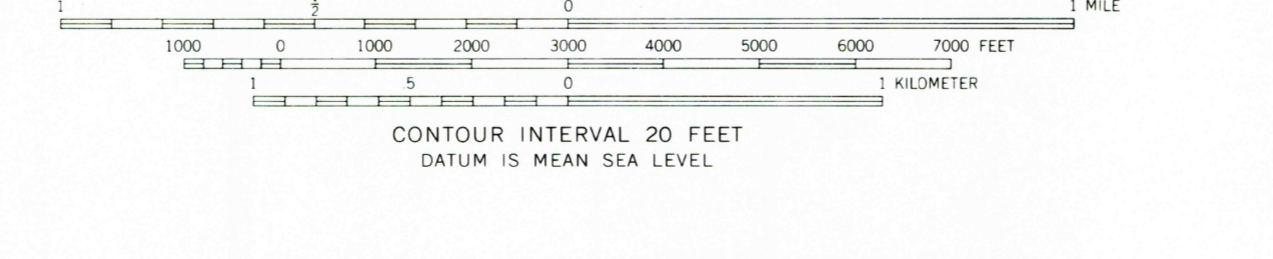 1 ½ 0 1 MILE
1000 0 1000 2000 3000 4000 5000 6000 7000 FEET
1 .5 0 1 KILOMETER
CONTOUR INTERVAL 20 FEET
DATUM IS MEAN SEA LEVEL